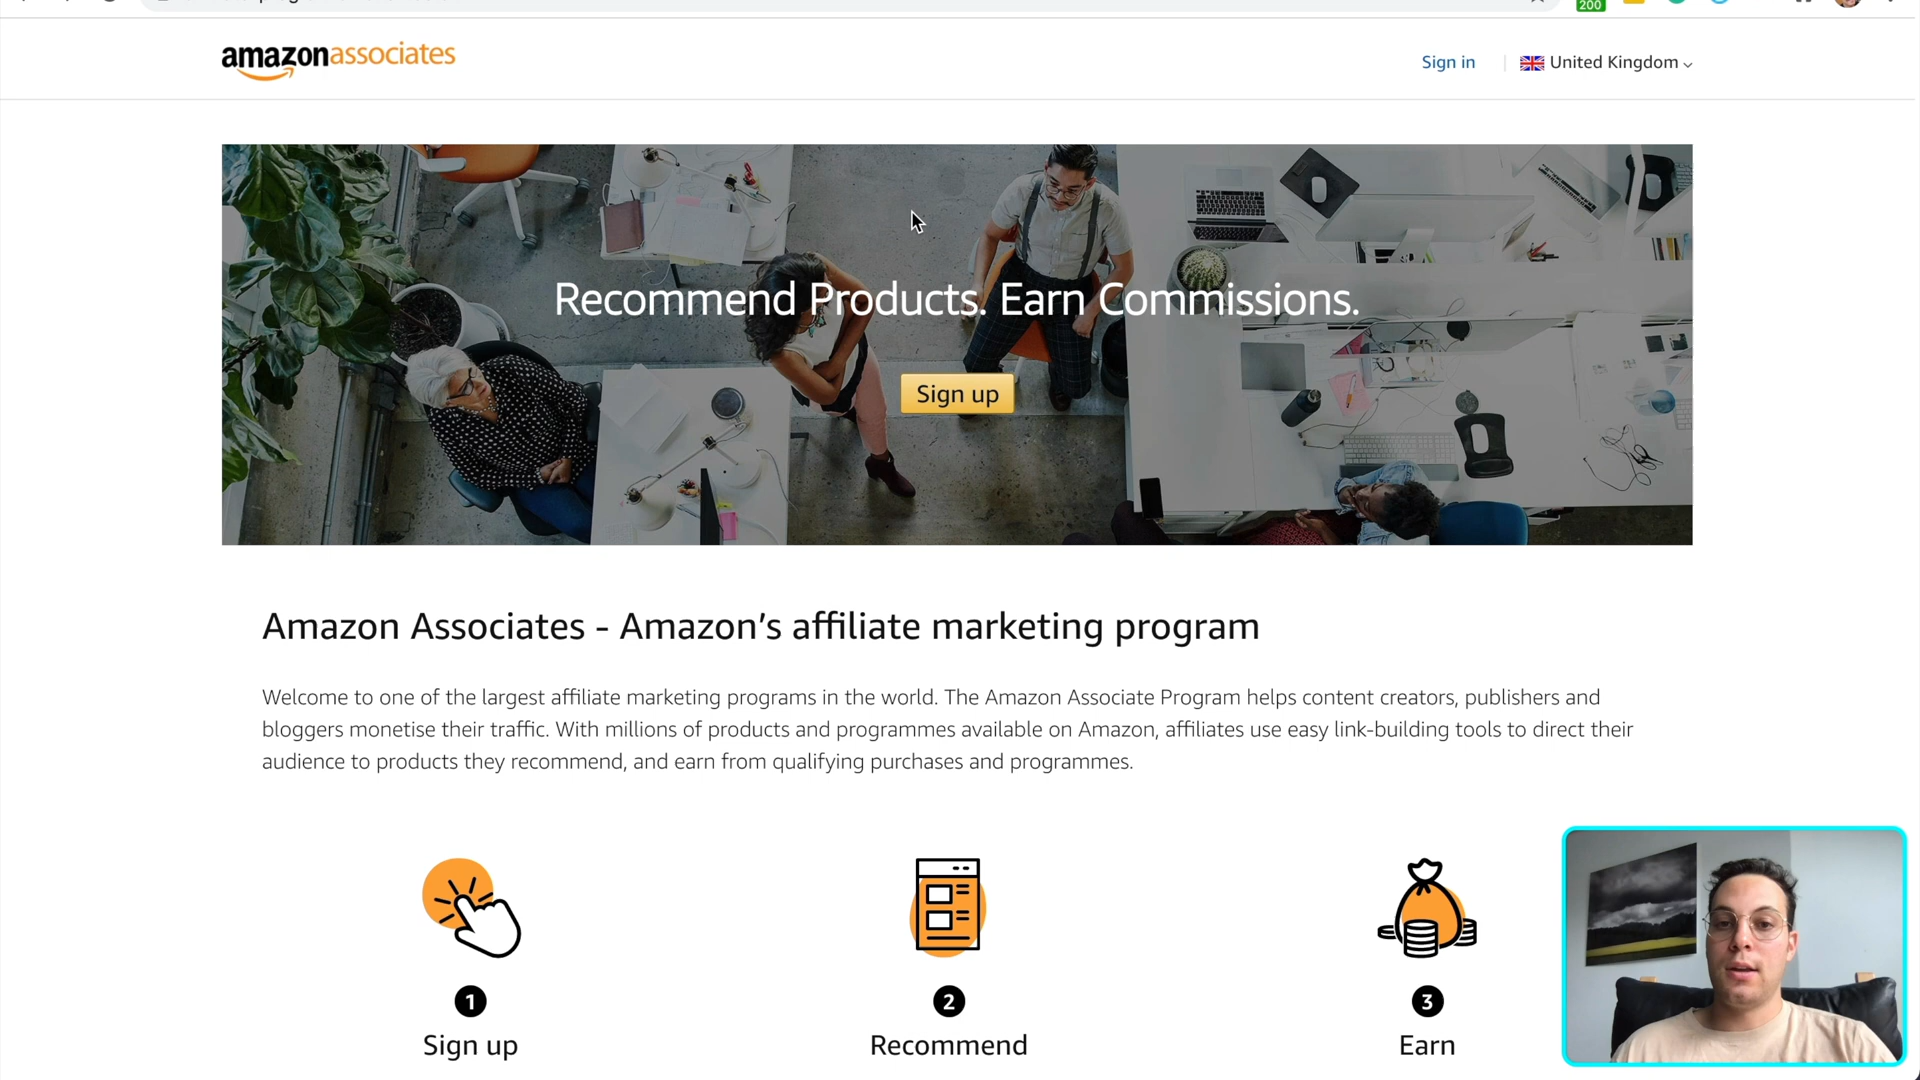 200
amazonassociates
Sign in
United Kingdom
Recommend Products. Earn Commissions.
Sign up
Amazon Associates - Amazon’s affiliate marketing program
Welcome to one of the largest affiliate marketing programs in the world. The Amazon Associate Program helps content creators, publishers and
bloggers monetise their traffic. With millions of products and programmes available on Amazon, affiliates use easy link-building tools to direct their
audience to products they recommend, and earn from qualifying purchases and programmes.
1
Sign up
2
Recommend
3
Earn